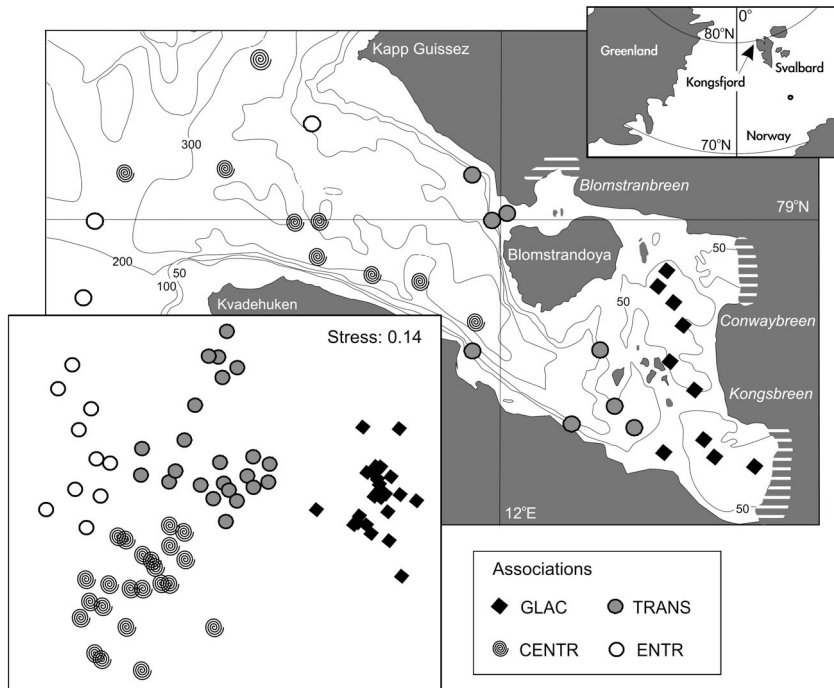 Kapp Guissez
0°
80°N
Greenland
Svalbard
Kongsfjord
Norway
70°N
300
Blomstranbreen
79°N
Blomstrandoya
50
200
50
100
50
Kvadehuken
Conwaybreen
Stress: 0.14
Kongsbreen
50
12°E
Associations
GLAC
TRANS
CENTR
ENTR